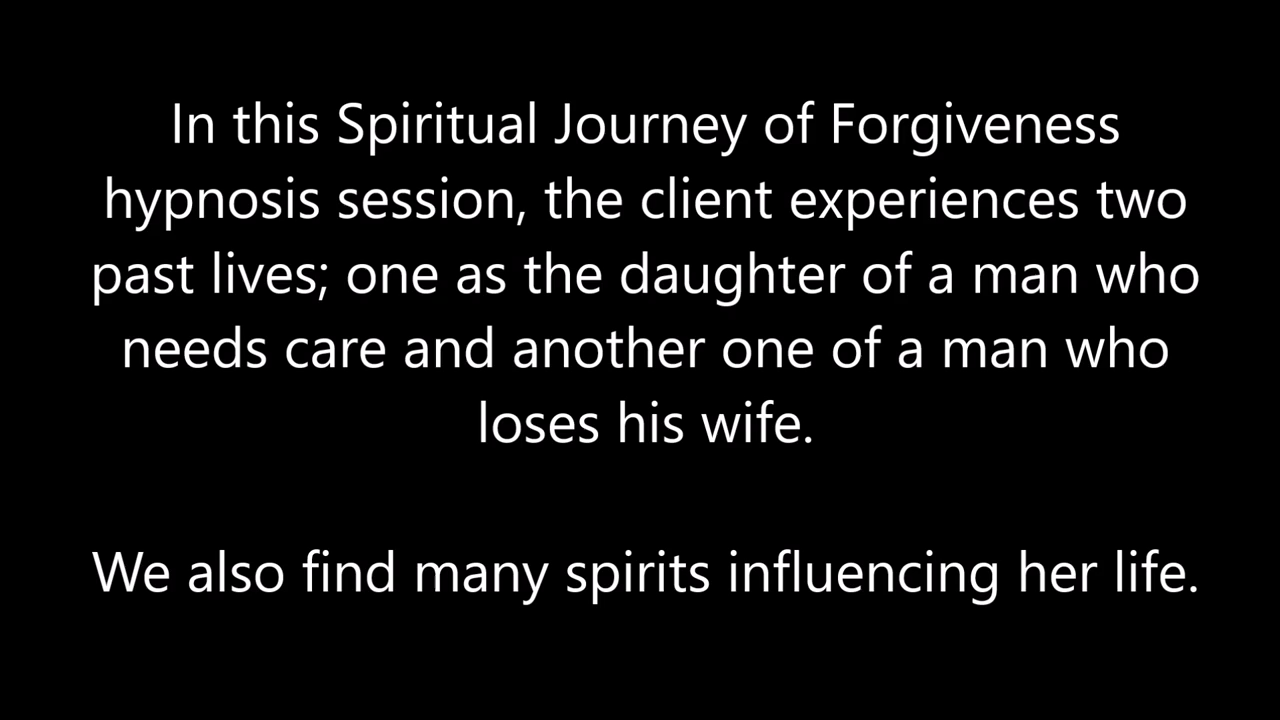 In this Spiritual Journey of Forgiveness
hypnosis session, the client experiences two
past lives; one as the daughter of a man who
needs care and another one of a man who
loses his wife.
We also find many spirits influencing her life.